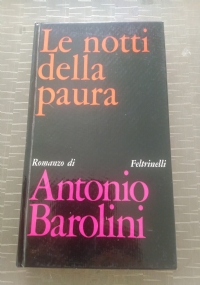 Le notti
della
paura
Romanzo di Feltrinelli
Antonio
Barolini